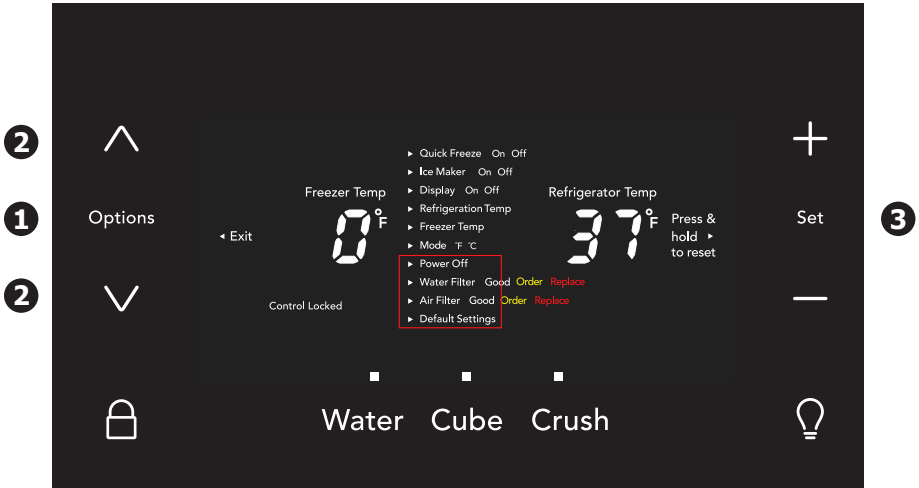 2
1
2
Options
◂ Exit
Freezer Temp
0°F
Control Locked
▸ Quick Freeze On Off
▸ Ice Maker On Off
▸ Display On Off
▸ Refrigeration Temp
▸ Freezer Temp
▸ Mode °F °C
▸ Power Off
▸ Water Filter Good Order Replace
▸ Air Filter Good Order Replace
▸ Default Settings
Refrigerator Temp
37°F
Press &
hold ▸
to reset
Set
3
Water Cube Crush